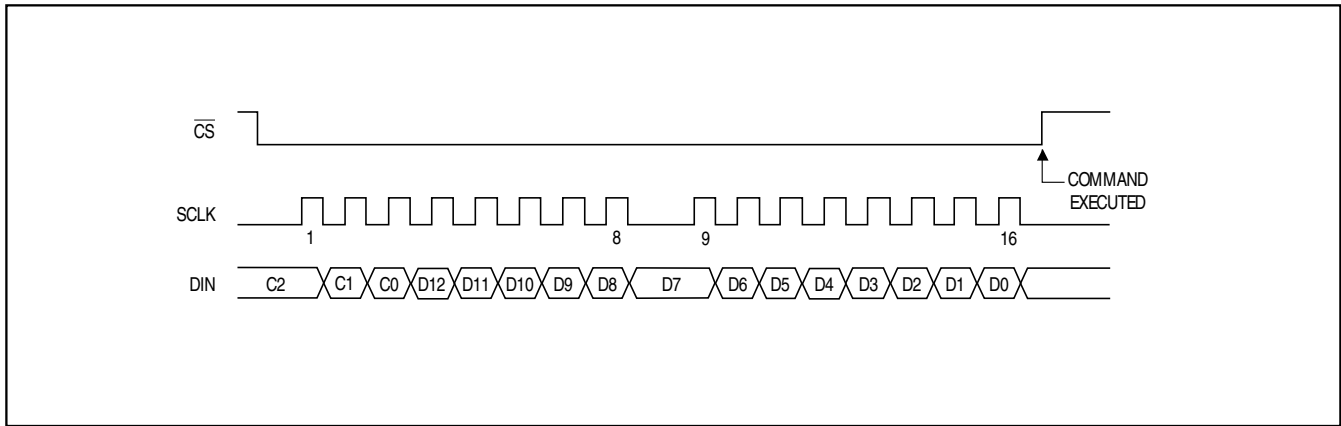 CS
COMMAND
EXECUTED
SCLK
1
8
9
16
DIN
C2
C1
C0
D12
D11
D10
D9
D8
D7
D6
D5
D4
D3
D2
D1
D0